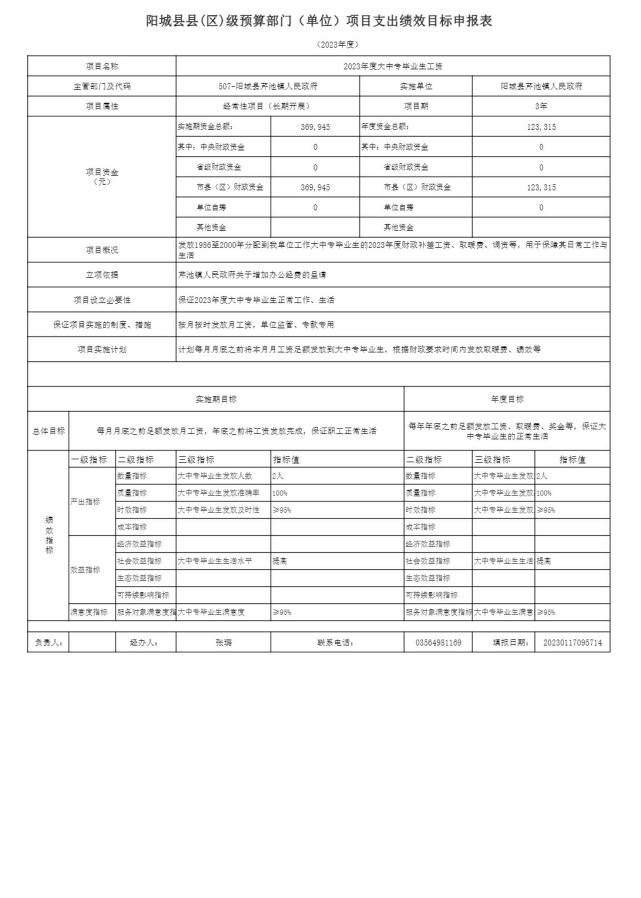 阳城县县(区)级预算部门（单位）项目支出绩效目标申报表
（2023年度）
项目名称 2023年度大中专毕业生工资
主管部门及代码 507-阳城县芹池镇人民政府 实施单位 阳城县芹池镇人民政府
项目属性 经常性项目（长期开展） 项目期 3年
项目资金
（元）
实施期资金总额： 369,945 年度资金总额： 123,315
其中：中央财政资金 0 其中：中央财政资金 0
省级财政资金 0 省级财政资金 0
市县（区）财政资金 369,945 市县（区）财政资金 123,315
单位自筹 0 单位自筹 0
其他资金 其他资金
项目概况 发放1986至2000年分配到我单位工作大中专毕业生的2023年度财政补差工资、取暖费、调资等，用于保障其日常工作与
生活
立项依据 芹池镇人民政府关于增加办公经费的呈请
项目设立必要性 保证2023年度大中专毕业生正常工作、生活
保证项目实施的制度、措施 按月按时发放月工资，单位监管、专款专用
项目实施计划 计划每月月底之前将本月月工资足额发放到大中专毕业生，根据财政要求时间内发放取暖费、绩效等
实施期目标 年度目标
总体目标 每月月底之前足额发放月工资，年底之前将工资发放完成，保证职工正常生活 每年年底之前足额发放工资、取暖费、奖金等，保证大
中专毕业生的正常生活
绩效指标
一级指标 二级指标 三级指标 指标值 二级指标 三级指标 指标值
产出指标
数量指标 大中专毕业生发放人数 2人 数量指标 大中专毕业生发放 2人
质量指标 大中专毕业生发放准确率 100% 质量指标 大中专毕业生发放 100%
时效指标 大中专毕业生发放及时性 ≥95% 时效指标 大中专毕业生发放 ≥95%
成本指标 成本指标
效益指标
经济效益指标 经济效益指标
社会效益指标 大中专毕业生生活水平 提高 社会效益指标 大中专毕业生生活 提高
生态效益指标 生态效益指标
可持续影响指标 可持续影响指标
满意度指标 服务对象满意度指 大中专毕业生满意度 ≥95% 服务对象满意度指标 大中专毕业生满意 ≥95%
负责人： 经办人： 张璐 联系电话： 03564981169 填报日期： 20230117095714